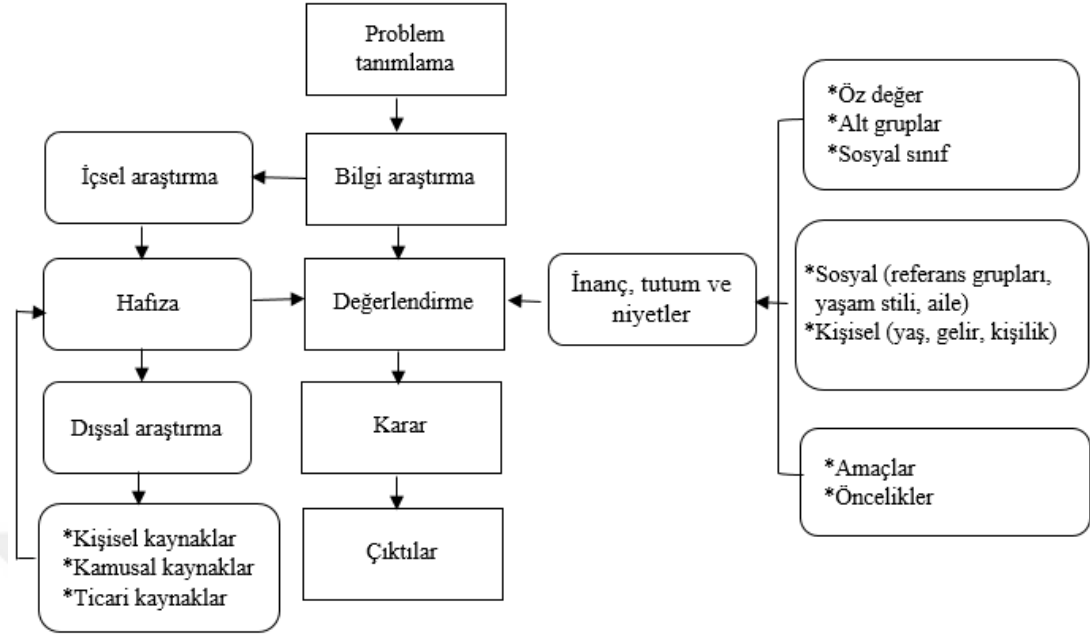 Problem
tanımlama
*Öz değer
*Alt gruplar
*Sosyal sınıf
İçsel araştırma
Bilgi araştırma
Hafıza
Değerlendirme
İnanç, tutum ve
niyetler
*Sosyal (referans grupları,
yaşam stili, aile)
*Kişisel (yaş, gelir, kişilik)
Dışsal araştırma
Karar
*Amaçlar
*Öncelikler
*Kişisel kaynaklar
*Kamusal kaynaklar
*Ticari kaynaklar
Çıktılar